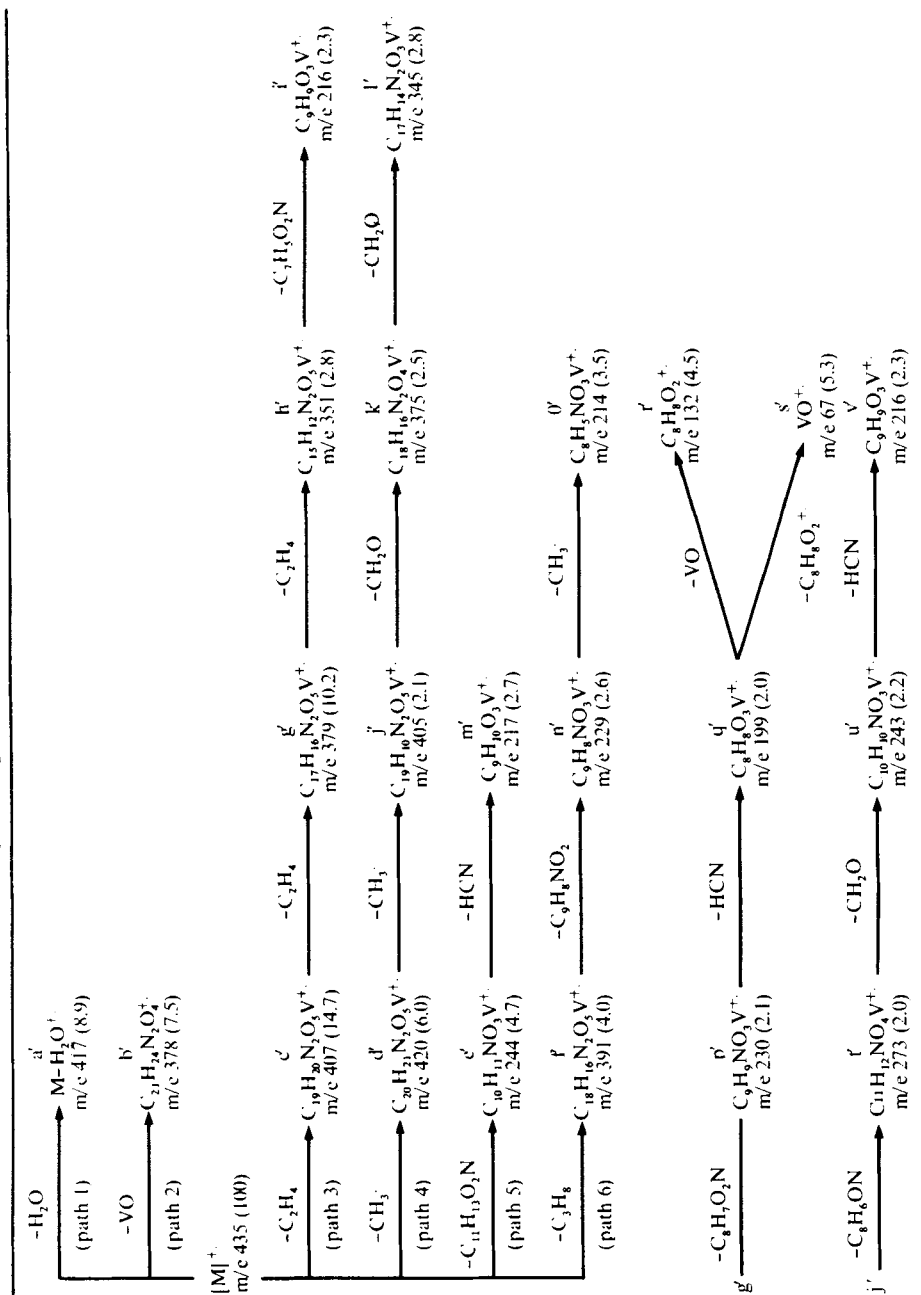 -H₂O
a'
M-H₂O⁺·
m/e 417 (8.9)
(path 1)
-VO
b'
C₂₁H₂₄N₂O₄⁺·
m/e 378 (7.5)
(path 2)
[M]⁺·
m/e 435 (100)
-C₂H₄
(path 3)
c'
C₁₉H₂₀N₂O₅V⁺·
m/e 407 (14.7)
-C₂H₄
g'
C₁₇H₁₆N₂O₅V⁺·
m/e 379 (10.2)
-C₂H₄
h'
C₁₅H₁₂N₂O₅V⁺·
m/e 351 (2.8)
-C₇H₅O₂N
i'
C₉H₉O₃V⁺·
m/e 216 (2.3)
-CH₃·
(path 4)
d'
C₂₀H₂₁N₂O₅V⁺·
m/e 420 (6.0)
-CH₃·
j'
C₁₉H₁₀N₂O₅V⁺·
m/e 405 (2.1)
-CH₂O
k'
C₁₈H₁₆N₂O₄V⁺·
m/e 375 (2.5)
-CH₂O
l'
C₁₇H₁₄N₂O₃V⁺·
m/e 345 (2.8)
-C₁₁H₁₃O₂N
(path 5)
e'
C₁₀H₁₁NO₃V⁺·
m/e 244 (4.7)
-HCN
m'
C₉H₁₀O₃V⁺·
m/e 217 (2.7)
-C₃H₈
(path 6)
f'
C₁₈H₁₆N₂O₅V⁺·
m/e 391 (4.0)
-C₉H₈NO₂
n'
C₉H₈NO₃V⁺·
m/e 229 (2.6)
-CH₃·
o'
C₈H₅NO₃V⁺·
m/e 214 (3.5)
g'
-C₈H₇O₂N
p'
C₉H₉NO₃V⁺·
m/e 230 (2.1)
-HCN
q'
C₈H₈O₃V⁺·
m/e 199 (2.0)
-VO
r'
C₈H₈O₂⁺·
m/e 132 (4.5)
-C₈H₈O₂⁺·
s'
VO⁺·
m/e 67 (5.3)
j'
-C₈H₆ON
t'
C₁₁H₁₂NO₄V⁺·
m/e 273 (2.0)
-CH₂O
u'
C₁₀H₁₀NO₃V⁺·
m/e 243 (2.2)
-HCN
v'
C₉H₉O₃V⁺·
m/e 216 (2.3)